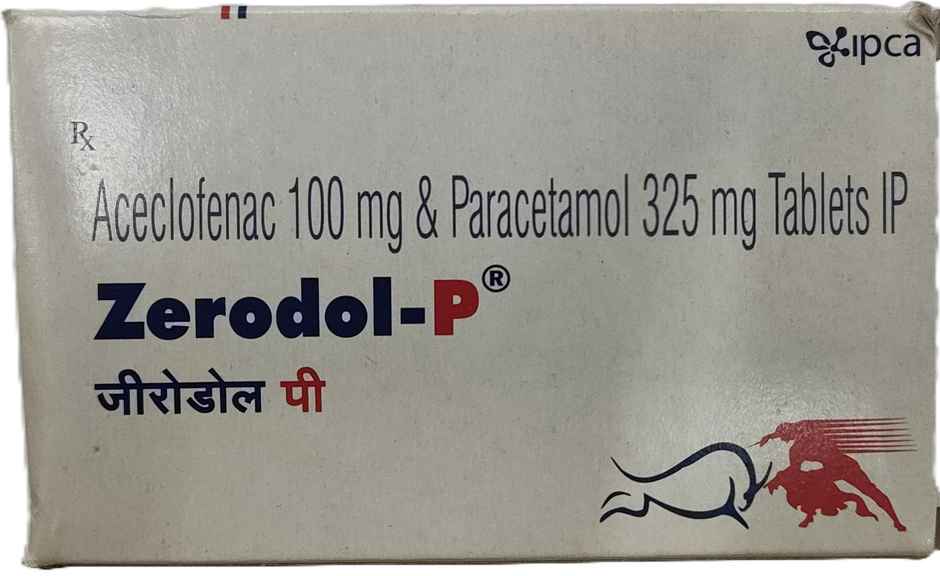 ipca
Rx
Aceclofenac 100 mg & Paracetamol 325 mg Tablets IP
Zerodol-P®
जीरोडोल पी